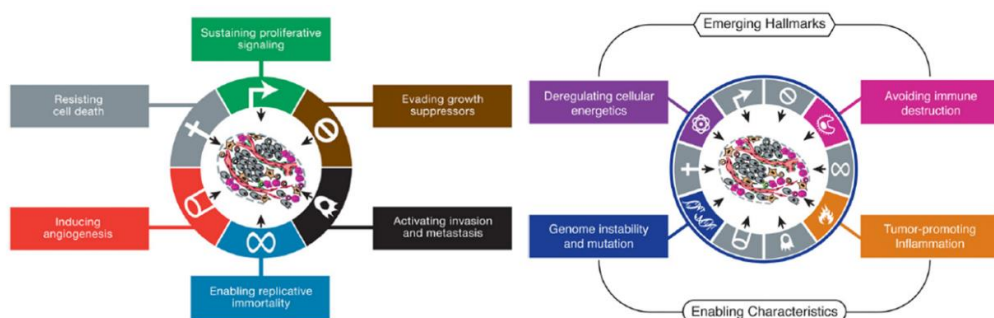 Sustaining proliferative
signaling
Resisting
cell death
Evading growth
suppressors
Inducing
angiogenesis
Activating invasion
and metastasis
Enabling replicative
immortality
Emerging Hallmarks
Deregulating cellular
energetics
Avoiding immune
destruction
Genome instability
and mutation
Tumor-promoting
Inflammation
Enabling Characteristics